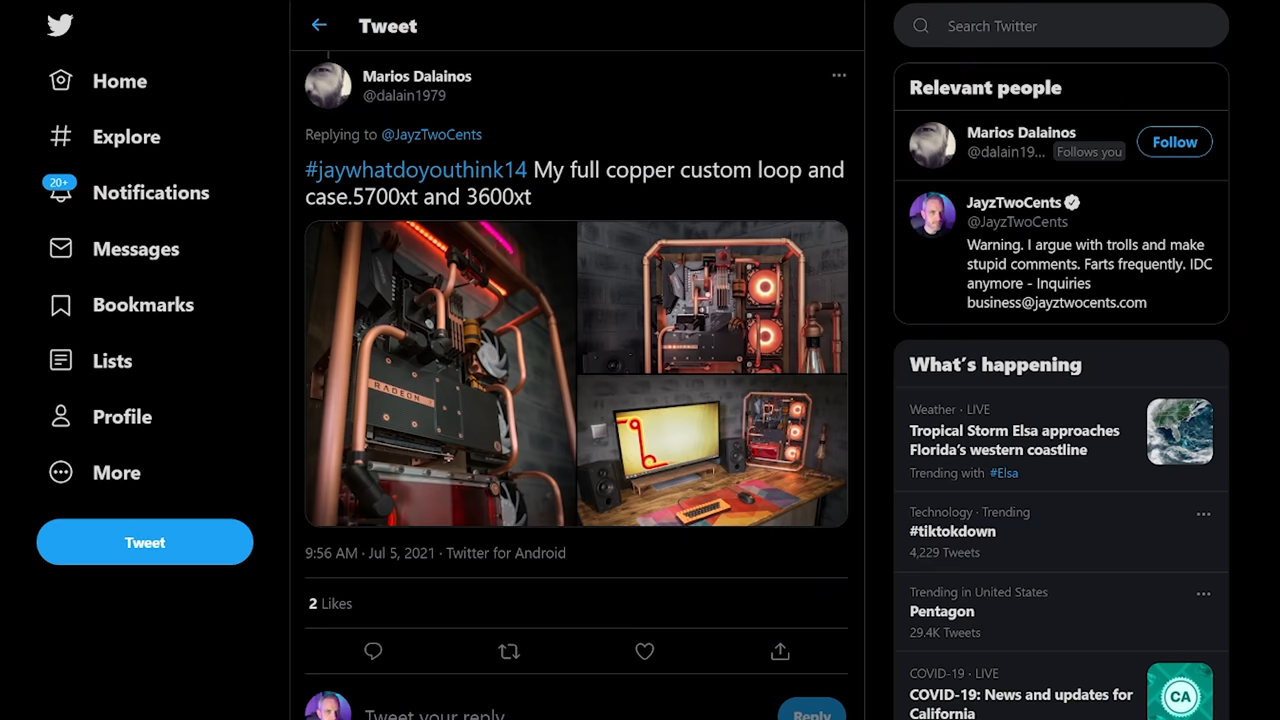 Home
Explore
20+
Notifications
Messages
Bookmarks
Lists
Profile
More
Tweet
Tweet
Marios Dalainos
@dalain1979
Replying to @JayzTwoCents
#jaywhatdoyouthink14 My full copper custom loop and
case.5700xt and 3600xt
RADEON
9:56 AM · Jul 5, 2021 · Twitter for Android
2 Likes
Tweet your reply
Reply
Search Twitter
Relevant people
Marios Dalainos
@dalain19... Follows you
Follow
JayzTwoCents
@JayzTwoCents
Warning. I argue with trolls and make
stupid comments. Farts frequently. IDC
anymore - Inquiries
business@jayztwocents.com
What's happening
Weather · LIVE
Tropical Storm Elsa approaches
Florida's western coastline
Trending with #Elsa
Technology · Trending
#tiktokdown
4,229 Tweets
Trending in United States
Pentagon
29.4K Tweets
COVID-19 · LIVE
COVID-19: News and updates for
California
CA